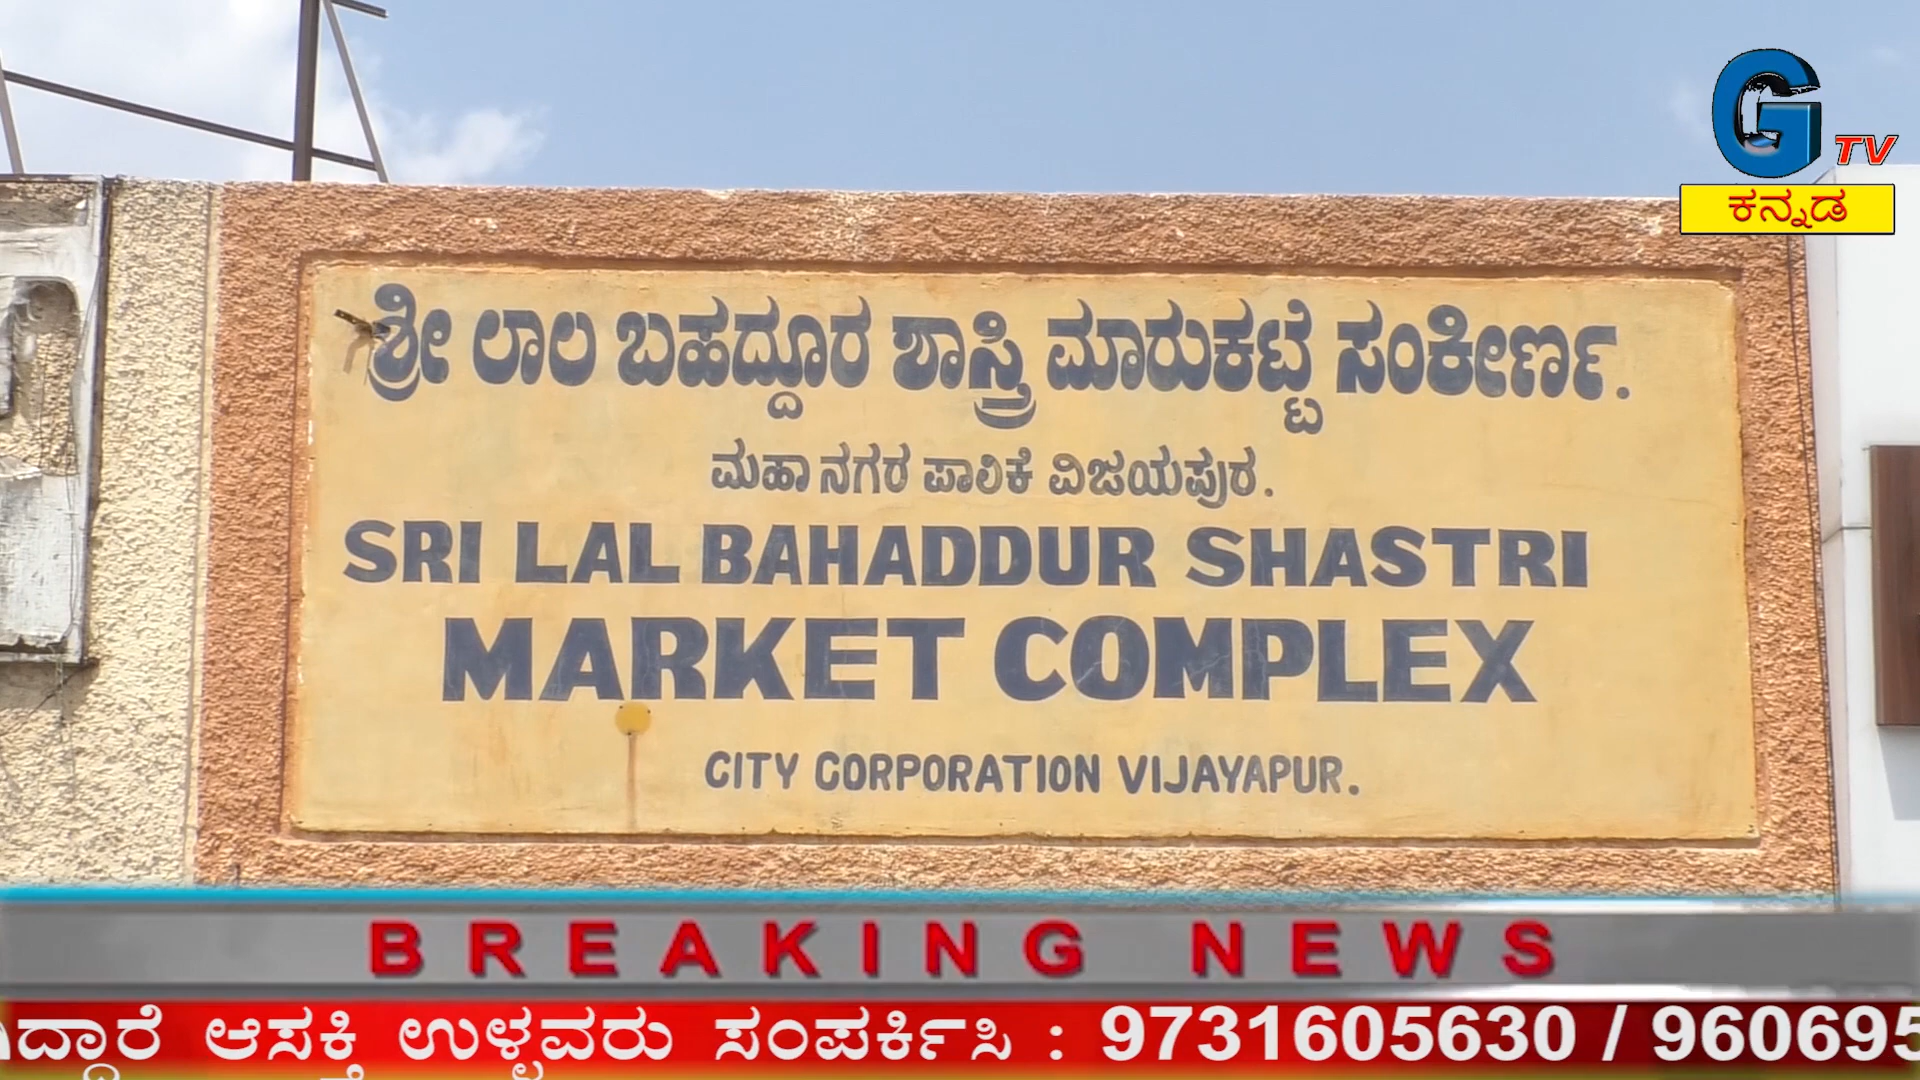 G TV
ಕನ್ನಡ
ಶ್ರೀ ಲಾಲ ಬಹದ್ದೂರ ಶಾಸ್ತ್ರಿ ಮಾರುಕಟ್ಟೆ ಸಂಕೀರ್ಣ.
ಮಹಾನಗರ ಪಾಲಿಕೆ ವಿಜಯಪುರ.
SRI LAL BAHADDUR SHASTRI
MARKET COMPLEX
CITY CORPORATION VIJAYAPUR.
BREAKING NEWS
ದ್ದಾರೆ ಆಸಕ್ತಿ ಉಳ್ಳವರು ಸಂಪರ್ಕಿಸಿ : 9731605630 / 960695